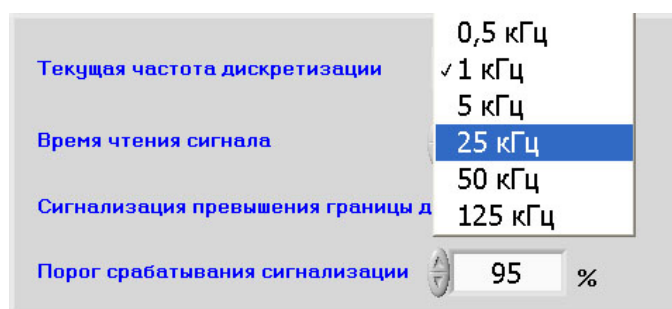 0,5 кГц
Текущая частота дискретизации ✓1 кГц
5 кГц
Время чтения сигнала 25 кГц
50 кГц
Сигнализация превышения границы д 125 кГц
Порог срабатывания сигнализации 95 %